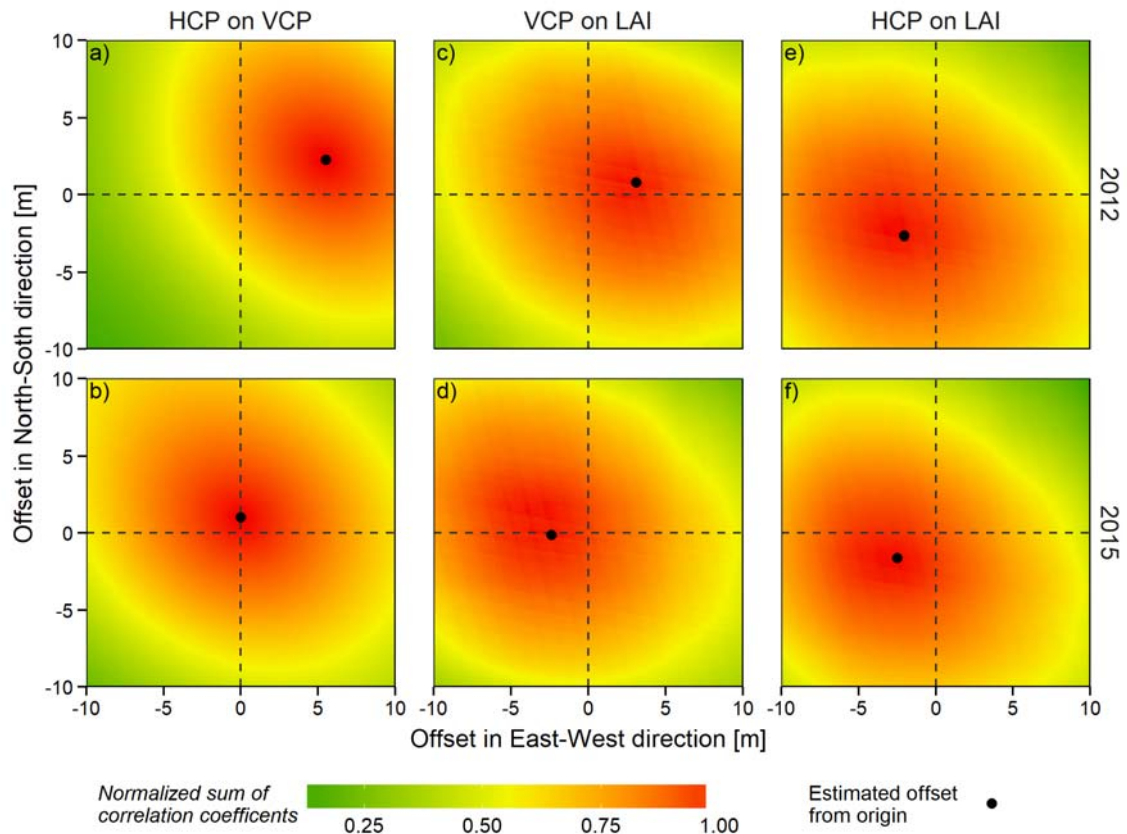 HCP on VCP
VCP on LAI
HCP on LAI
Offset in North-Soth direction [m]
10
5
0
-5
-10
a)
c)
e)
2012
10
5
0
-5
-10
b)
d)
f)
2015
-10 -5 0 5 10
-10 -5 0 5 10
-10 -5 0 5 10
Offset in East-West direction [m]
Normalized sum of
correlation coefficents
0.25 0.50 0.75 1.00
Estimated offset
from origin